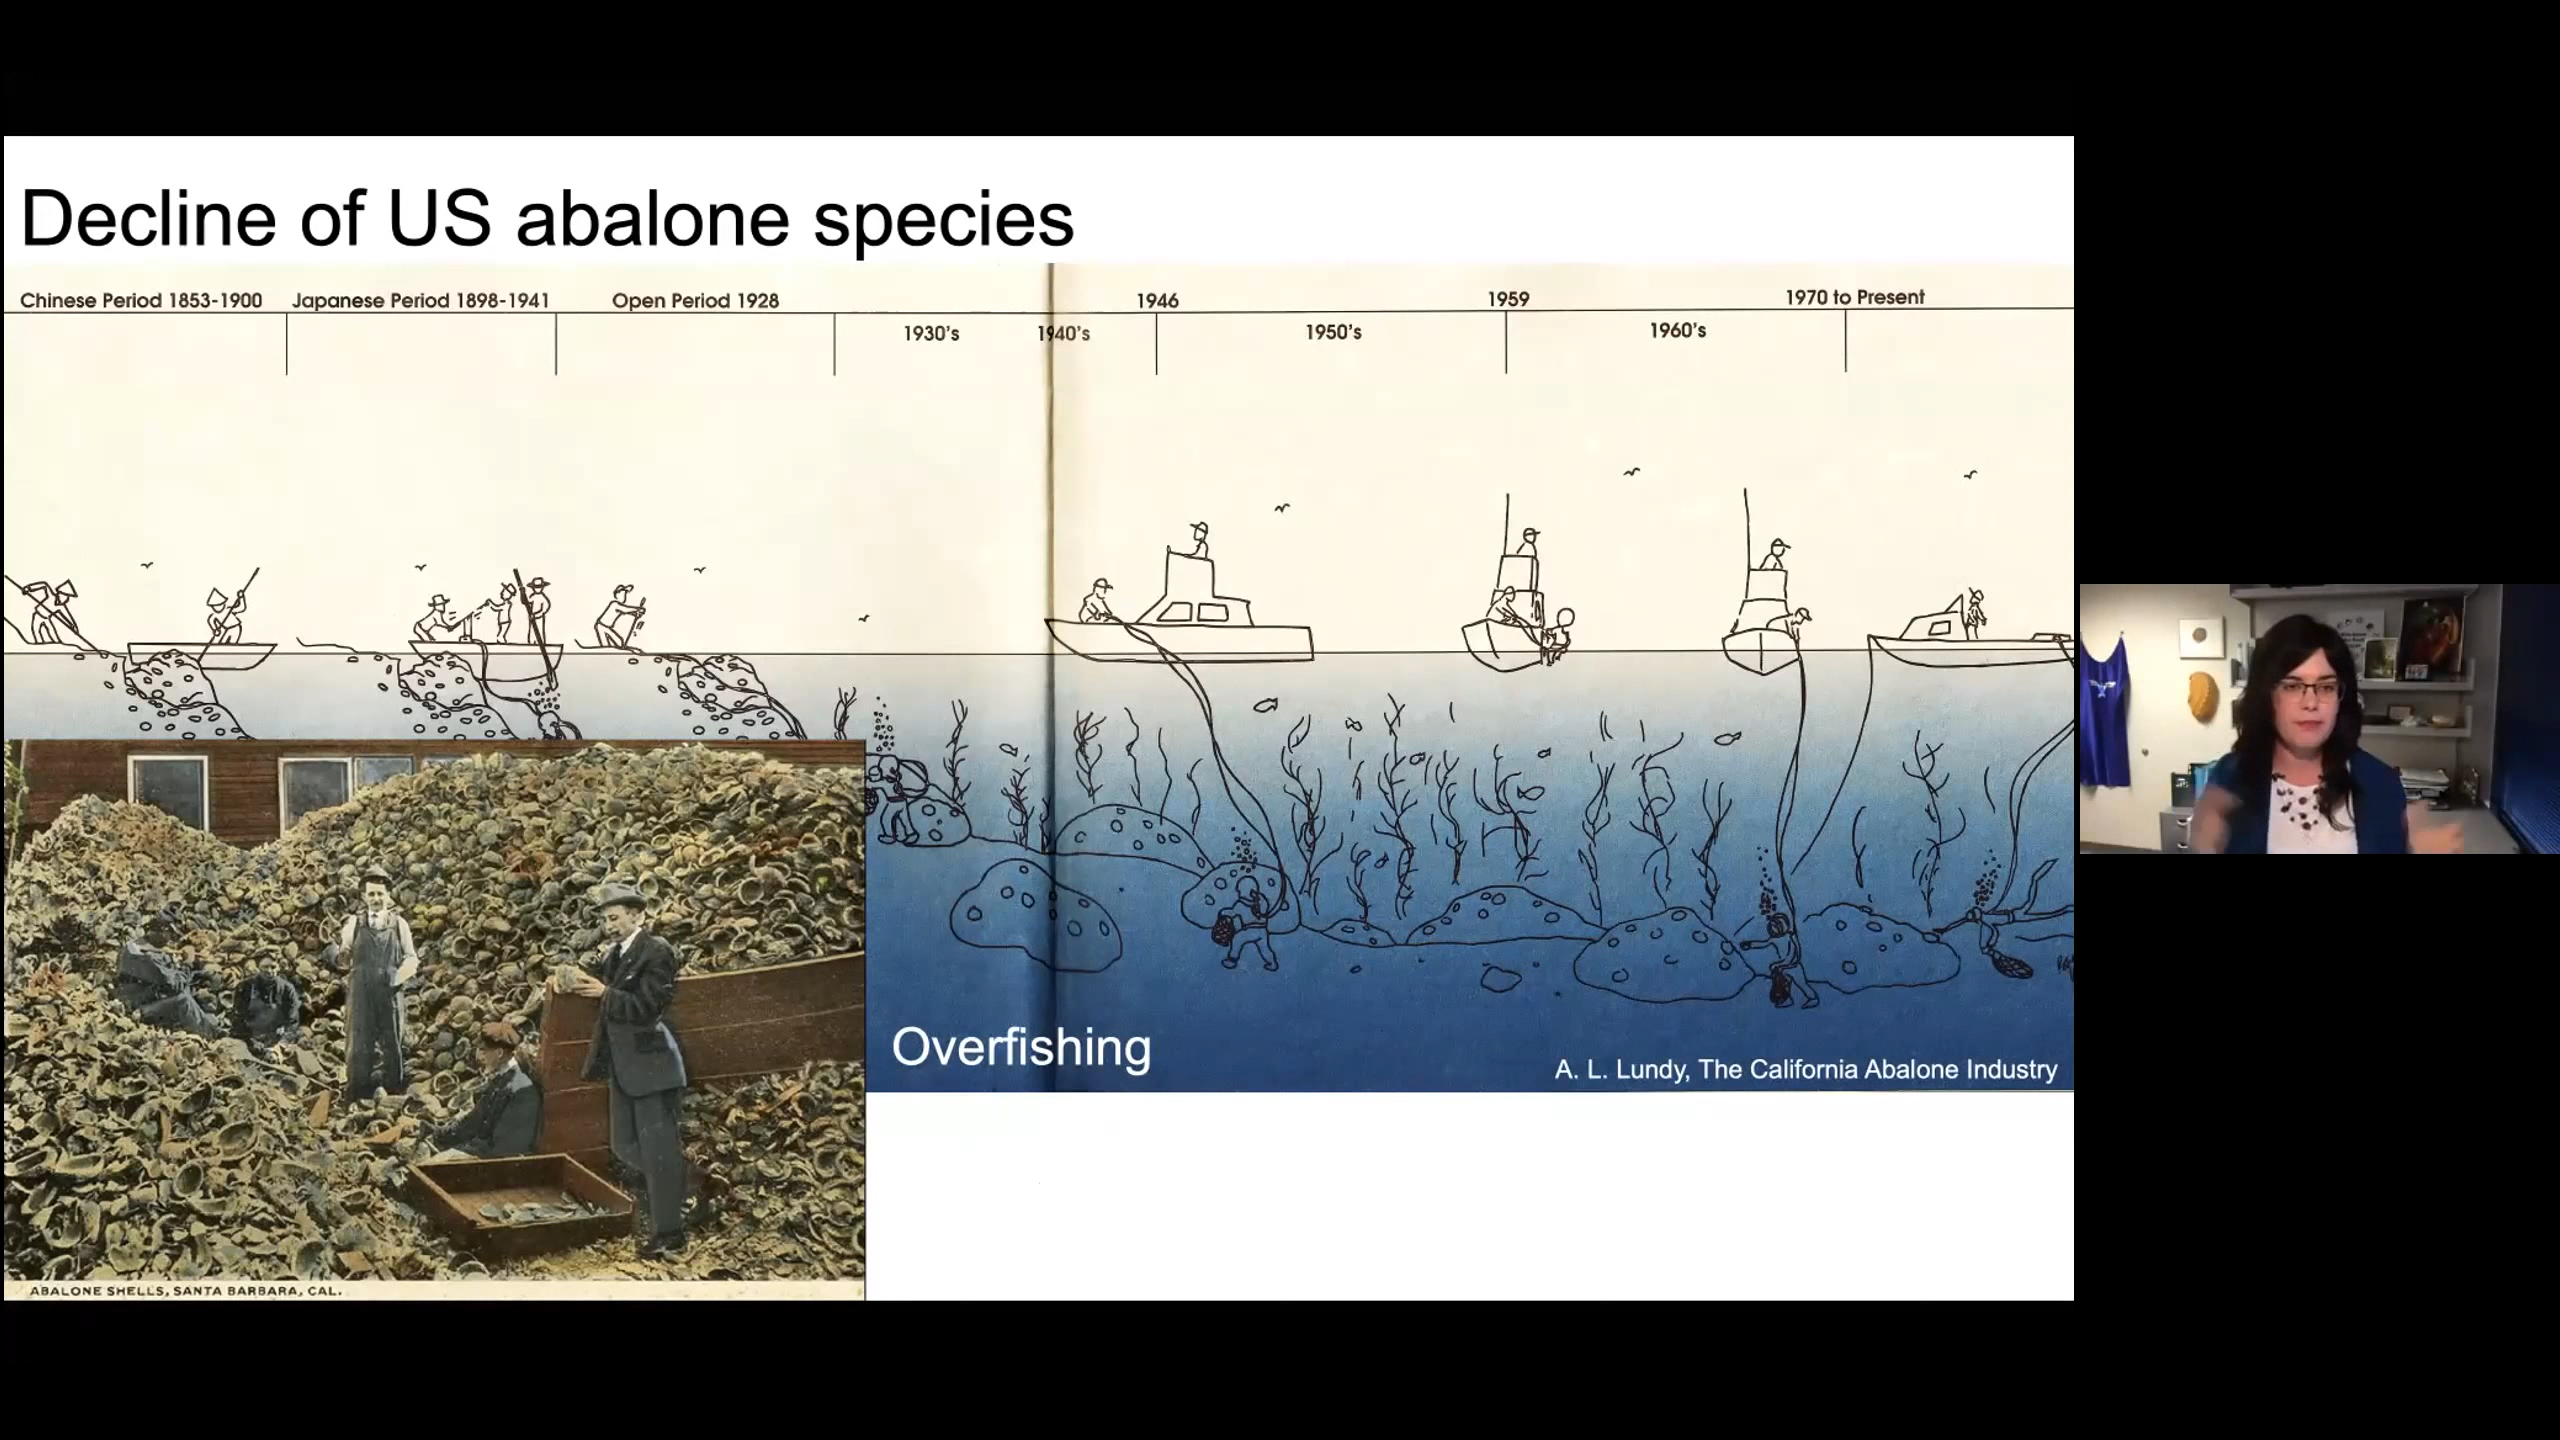 Decline of US abalone species
Chinese Period 1853-1900
Japanese Period 1898-1941
Open Period 1928
1946
1959
1970 to Present
1930's
1940's
1950's
1960's
Overfishing
A. L. Lundy, The California Abalone Industry
ABALONE SHELLS, SANTA BARBARA, CAL.